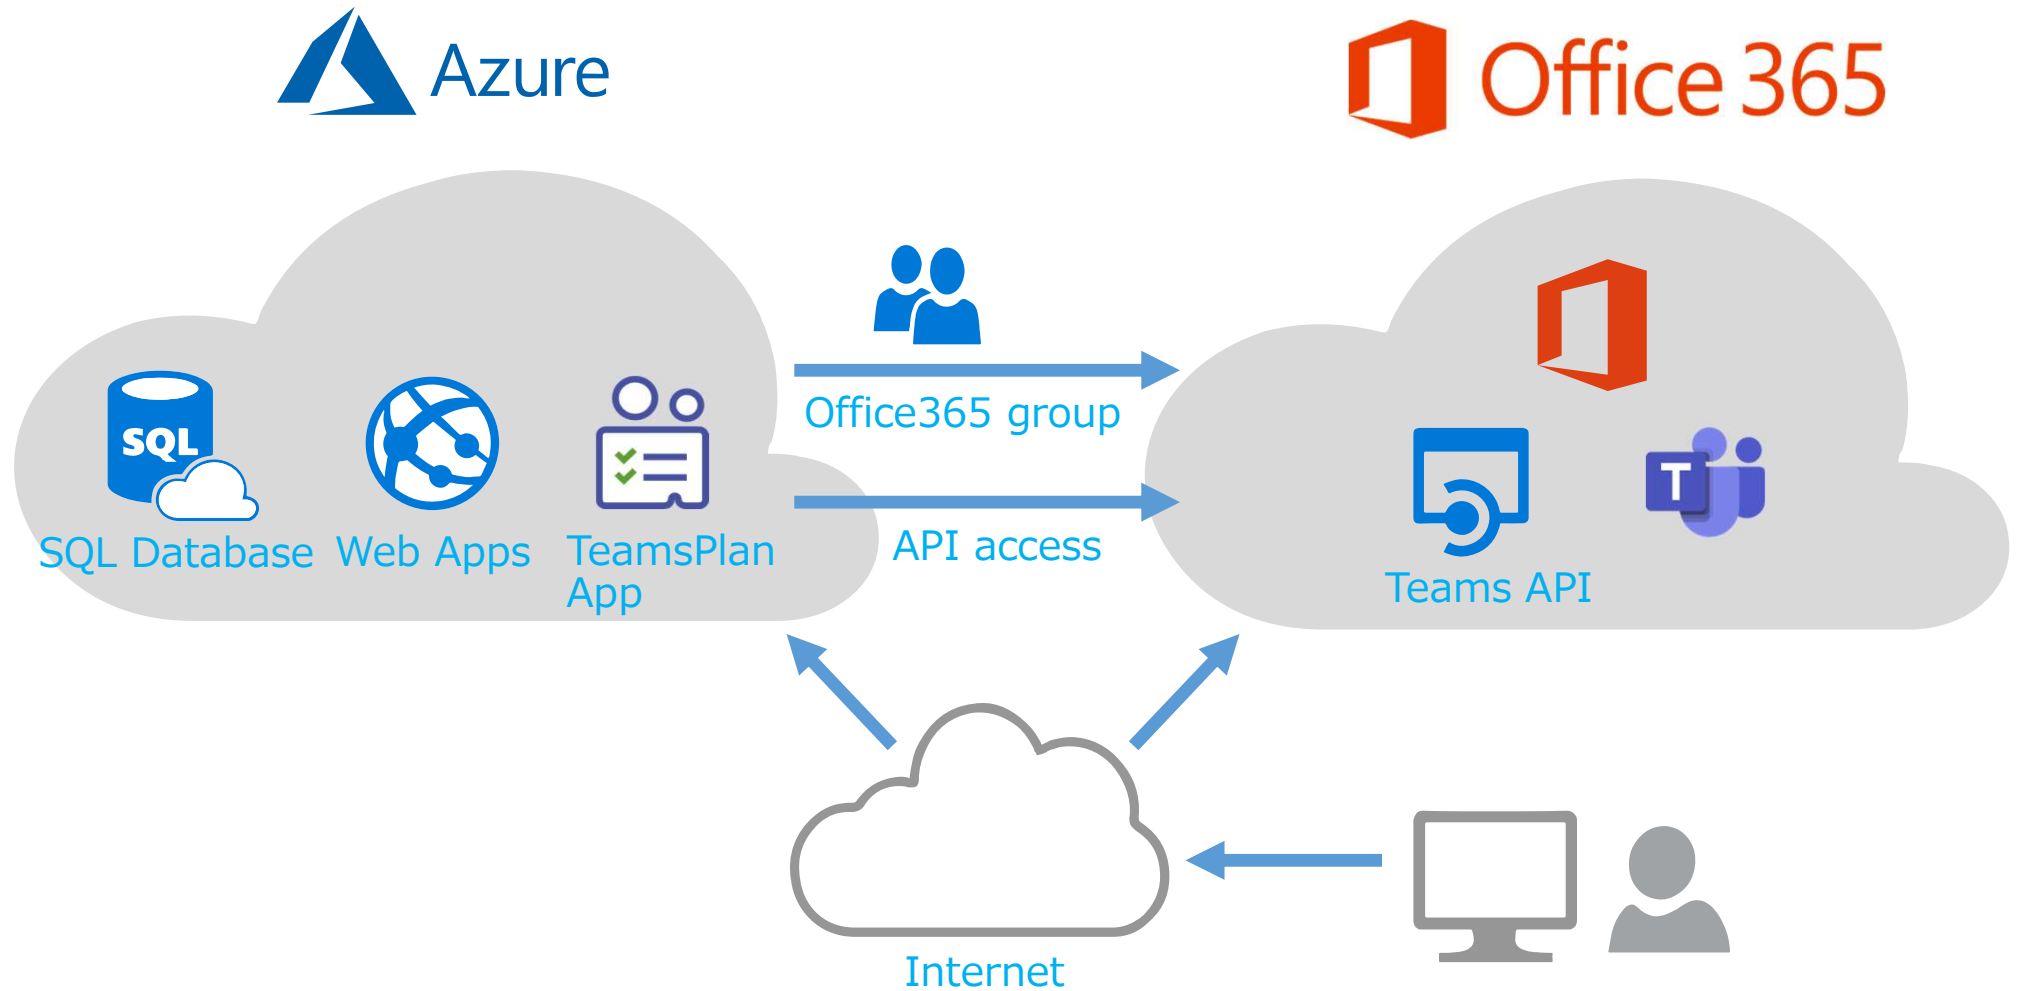 Azure
Office 365
Office365 group
SQL
T
SQL Database
Web Apps
TeamsPlan
App
API access
Teams API
Internet